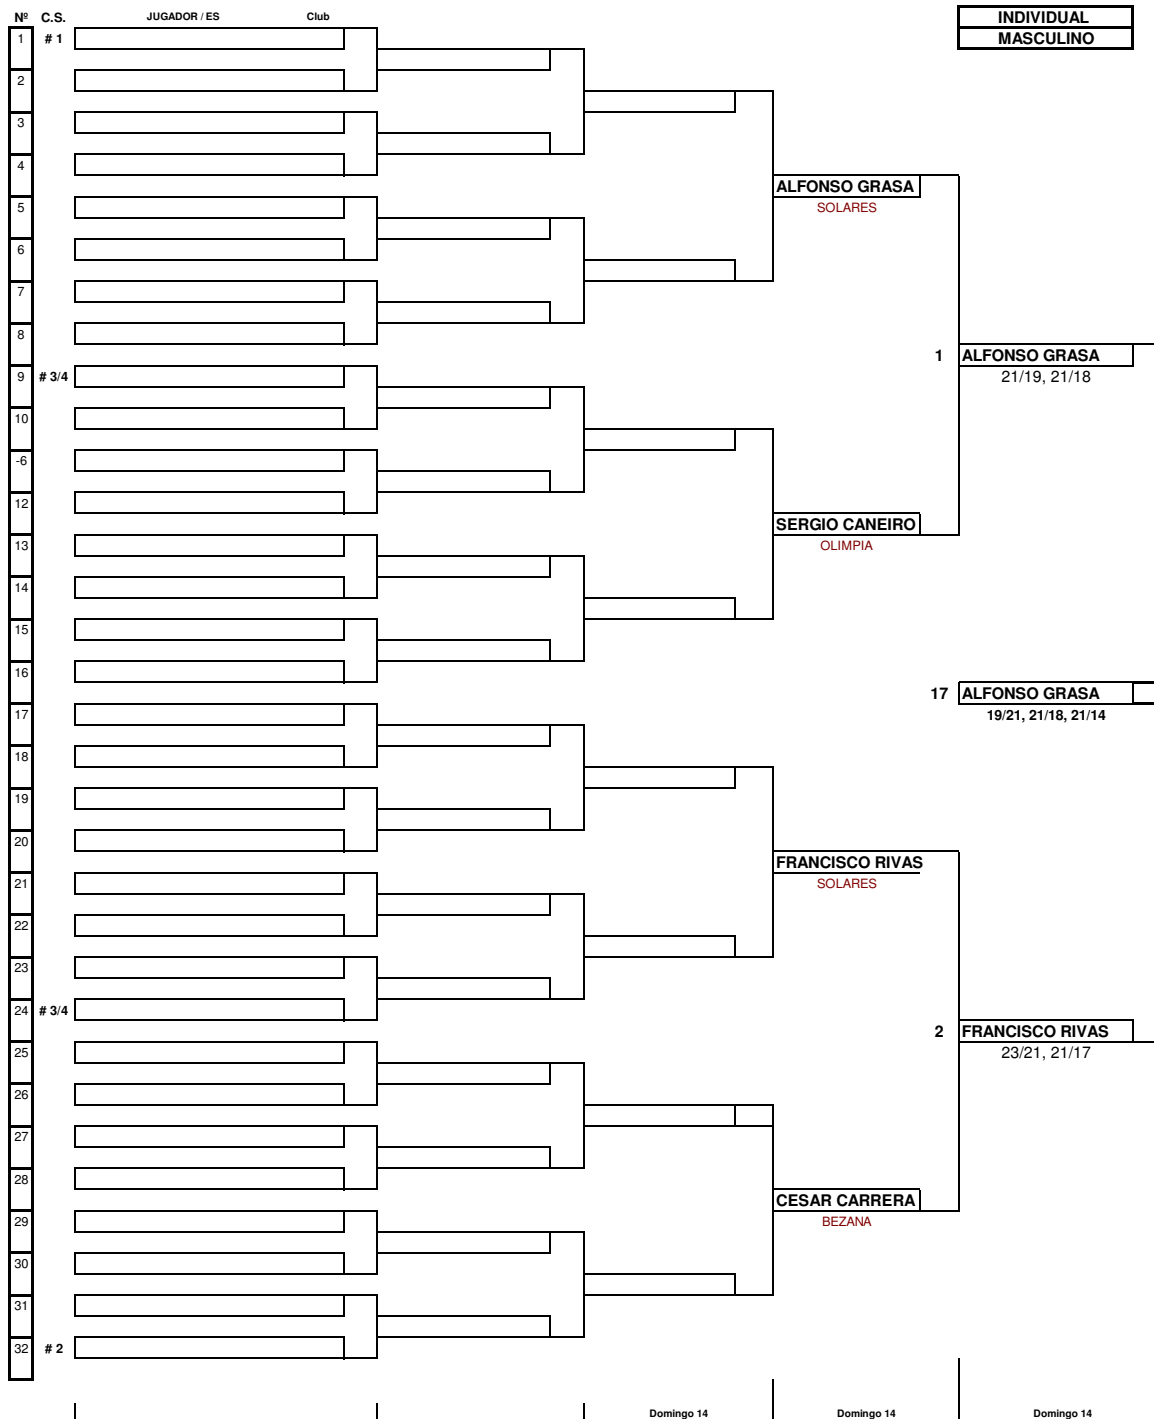 Nº C.S. JUGADOR / ES Club
INDIVIDUAL
MASCULINO
1 # 1
2
3
4
ALFONSO GRASA
5 SOLARES
6
7
8
1 ALFONSO GRASA
9 # 3/4 21/19, 21/18
10
-6
12
SERGIO CANEIRO
13 OLIMPIA
14
15
16
17 ALFONSO GRASA
17 19/21, 21/18, 21/14
18
19
20
FRANCISCO RIVAS
21 SOLARES
22
23
24 # 3/4
2 FRANCISCO RIVAS
25 23/21, 21/17
26
27
28
CESAR CARRERA
29 BEZANA
30
31
32 # 2
Domingo 14 Domingo 14 Domingo 14